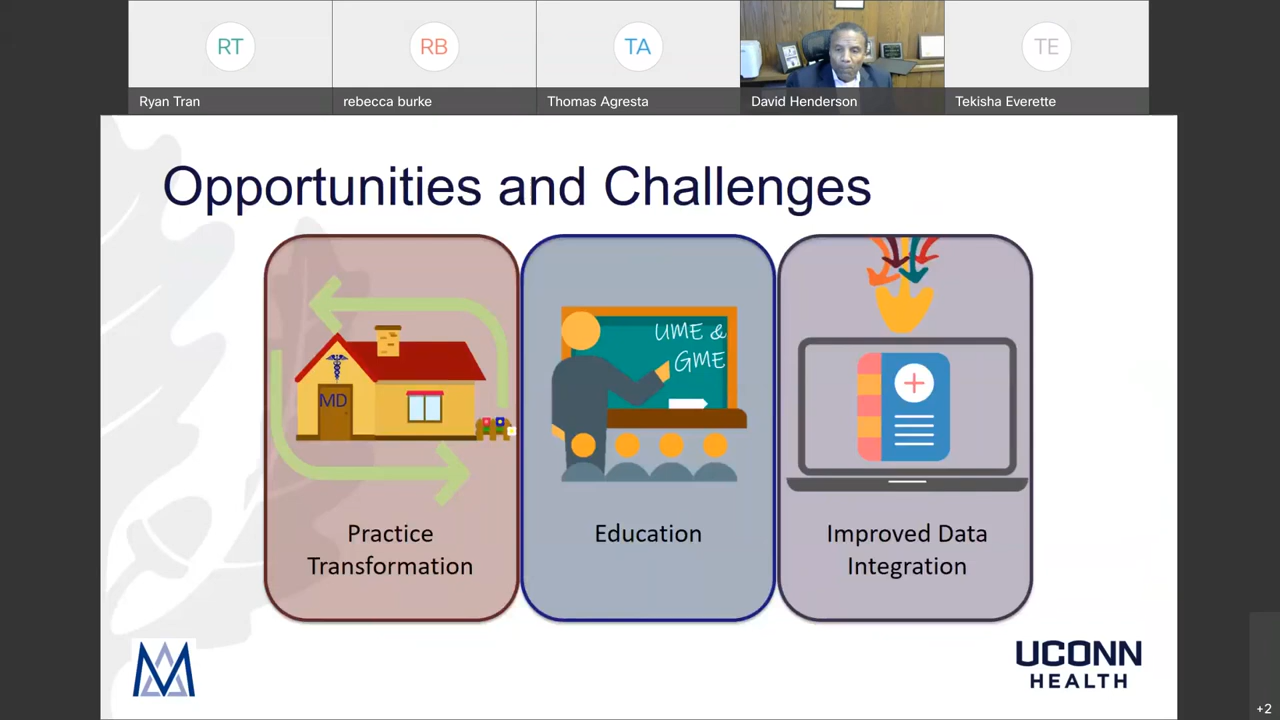 RT
RB
TA
TE
Ryan Tran
rebecca burke
Thomas Agresta
David Henderson
Tekisha Everette
Opportunities and Challenges
UME &
GME
MD
Practice
Transformation
Education
Improved Data
Integration
UCONN
HEALTH
+2